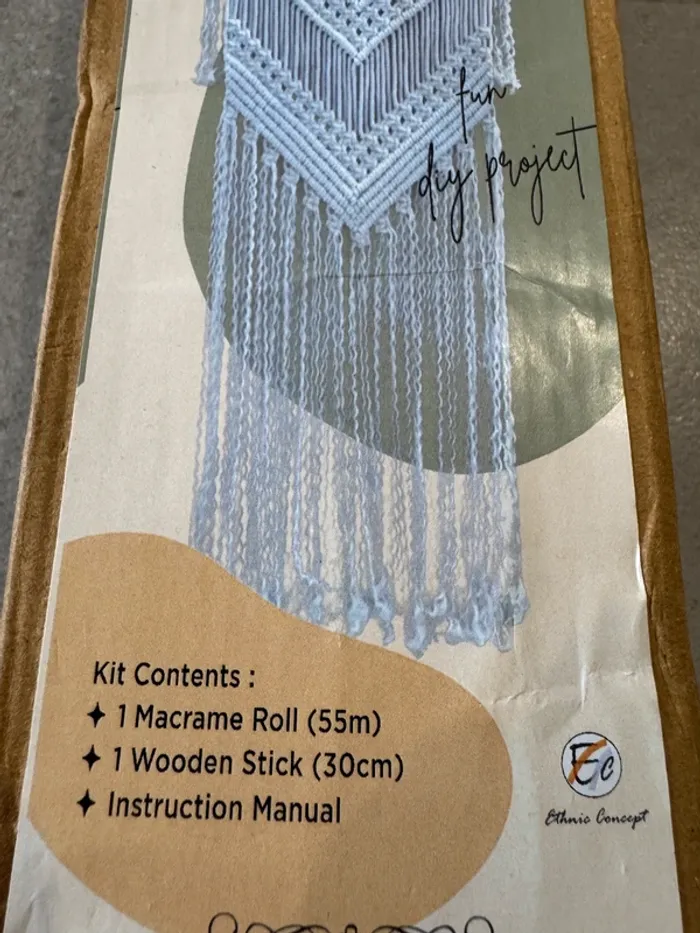 fun
diy project
Kit Contents :
✦ 1 Macrame Roll (55m)
✦ 1 Wooden Stick (30cm)
✦ Instruction Manual
Ec
Ethnic Concept